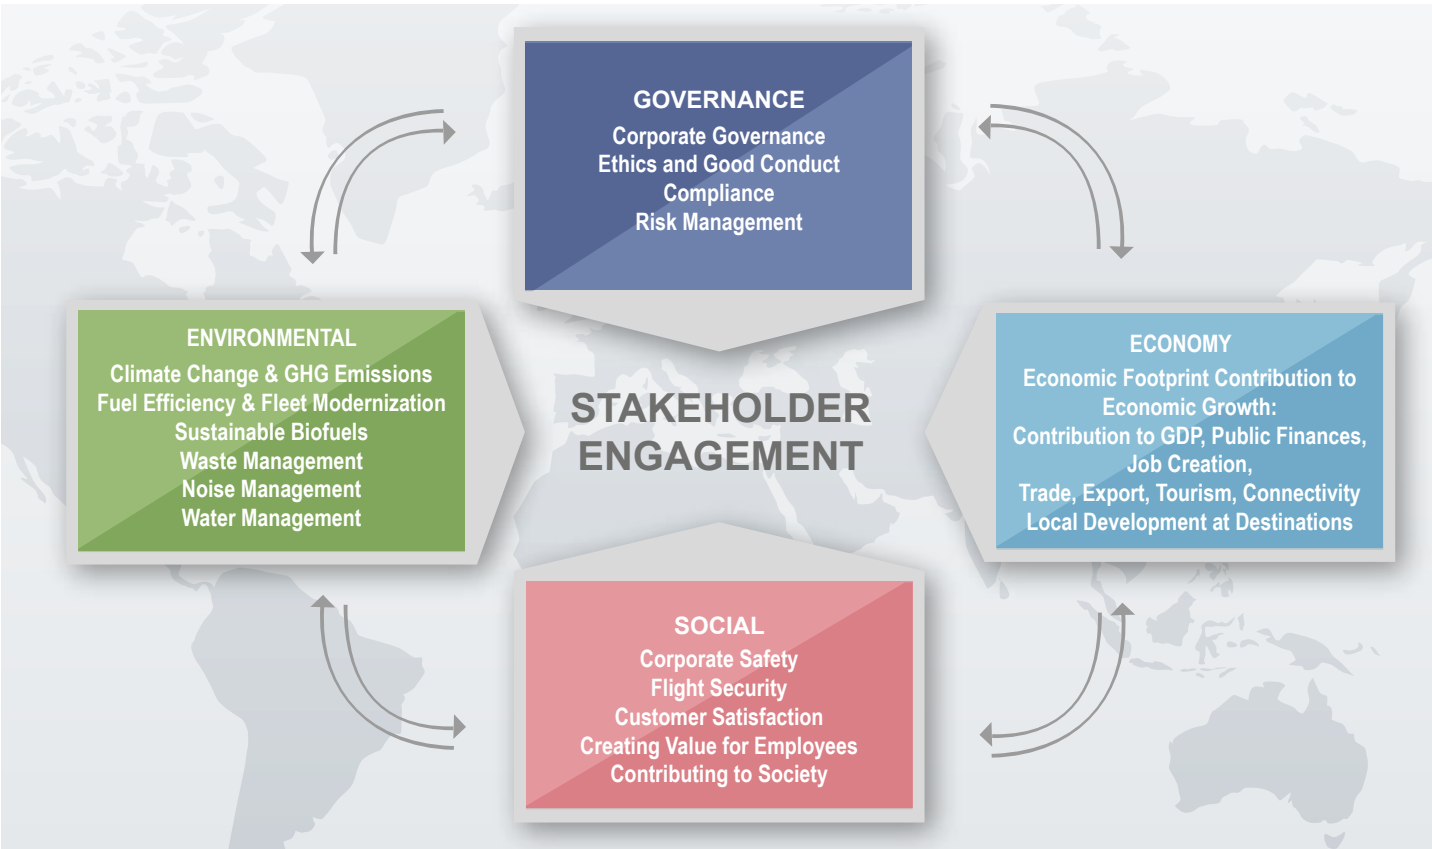 GOVERNANCE
Corporate Governance
Ethics and Good Conduct
Compliance
Risk Management
ENVIRONMENTAL
Climate Change & GHG Emissions
Fuel Efficiency & Fleet Modernization
Sustainable Biofuels
Waste Management
Noise Management
Water Management
STAKEHOLDER
ENGAGEMENT
ECONOMY
Economic Footprint Contribution to
Economic Growth:
Contribution to GDP, Public Finances,
Job Creation,
Trade, Export, Tourism, Connectivity
Local Development at Destinations
SOCIAL
Corporate Safety
Flight Security
Customer Satisfaction
Creating Value for Employees
Contributing to Society